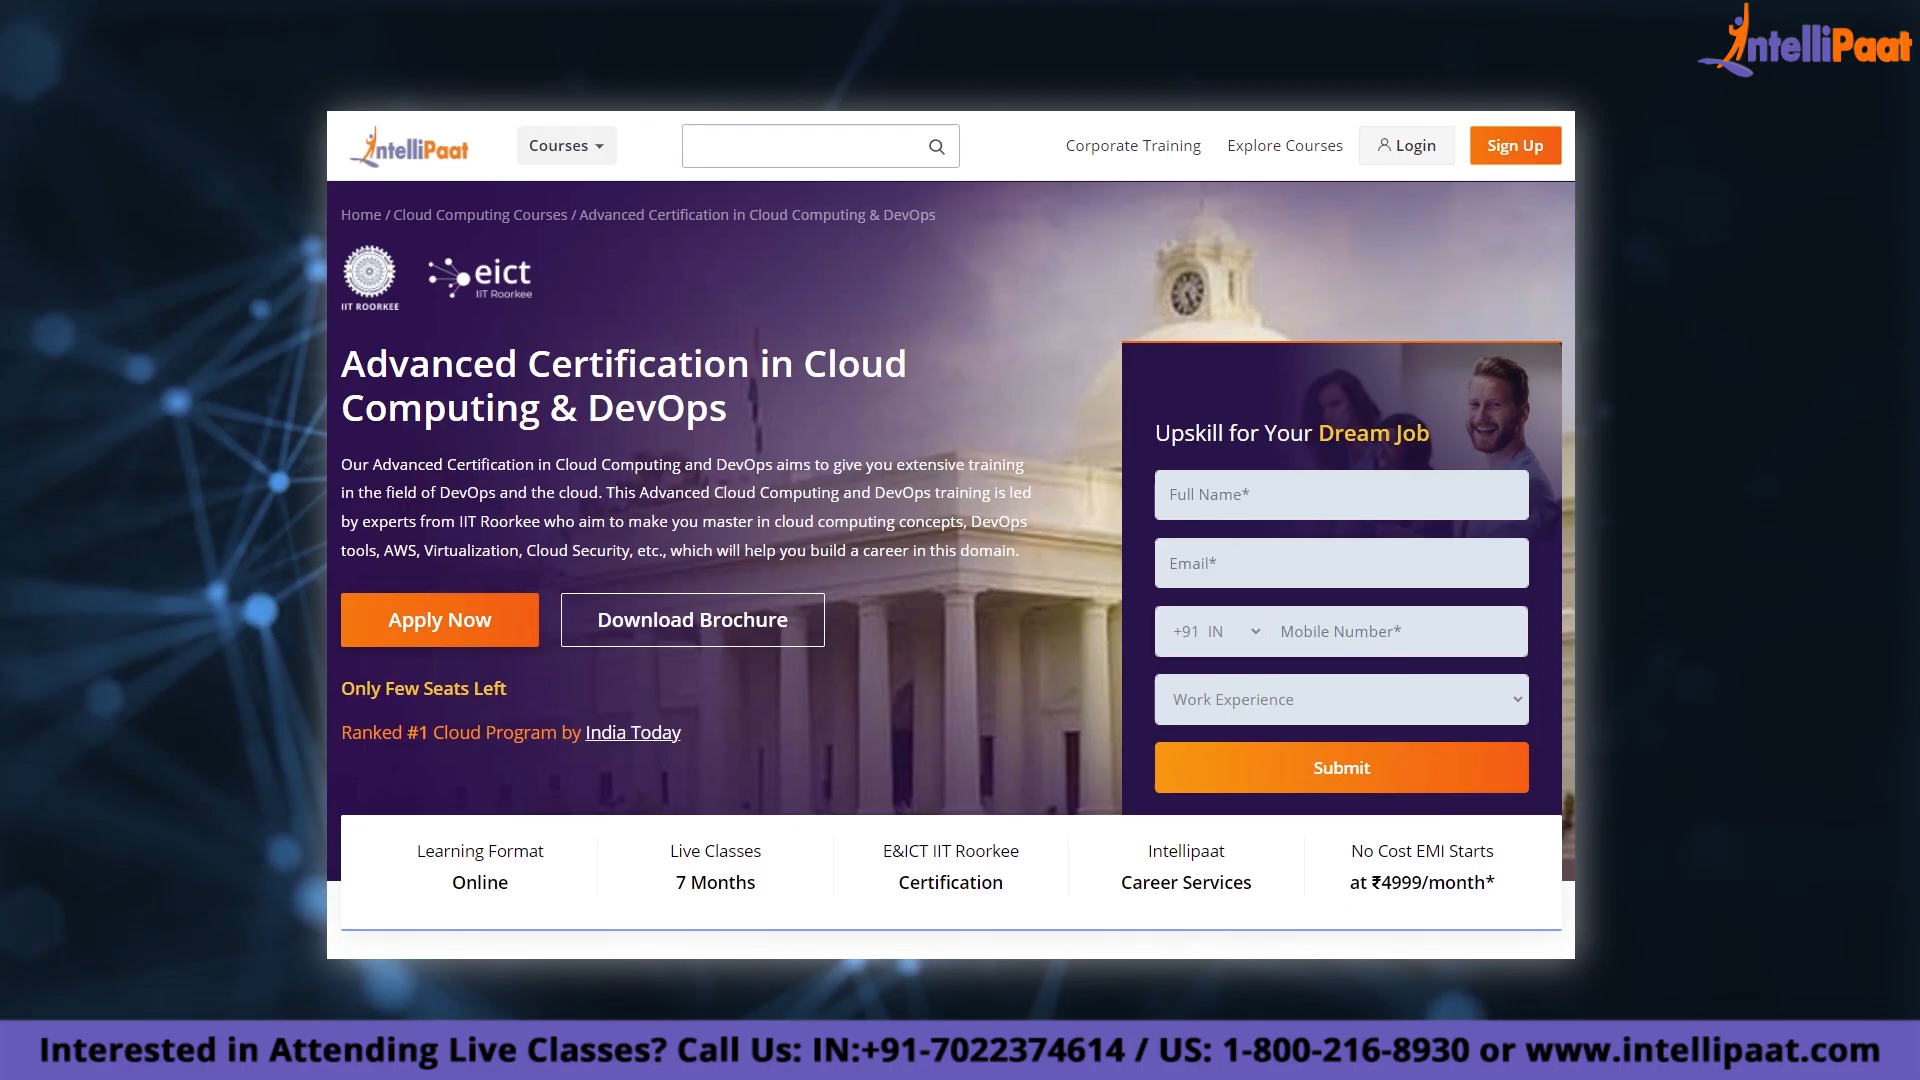 IntelliPaat
IntelliPaat
Courses
Corporate Training
Explore Courses
Login
Sign Up
Home / Cloud Computing Courses / Advanced Certification in Cloud Computing & DevOps
IIT ROORKEE
eict
IIT Roorkee
Advanced Certification in Cloud
Computing & DevOps
Our Advanced Certification in Cloud Computing and DevOps aims to give you extensive training
in the field of DevOps and the cloud. This Advanced Cloud Computing and DevOps training is led
by experts from IIT Roorkee who aim to make you master in cloud computing concepts, DevOps
tools, AWS, Virtualization, Cloud Security, etc., which will help you build a career in this domain.
Apply Now
Download Brochure
Only Few Seats Left
Ranked #1 Cloud Program by India Today
Upskill for Your Dream Job
Full Name*
Email*
+91 IN
Mobile Number*
Work Experience
Submit
Learning Format
Online
Live Classes
7 Months
E&ICT IIT Roorkee
Certification
Intellipaat
Career Services
No Cost EMI Starts
at ₹4999/month*
Interested in Attending Live Classes? Call Us: IN:+91-7022374614 / US: 1-800-216-8930 or www.intellipaat.com